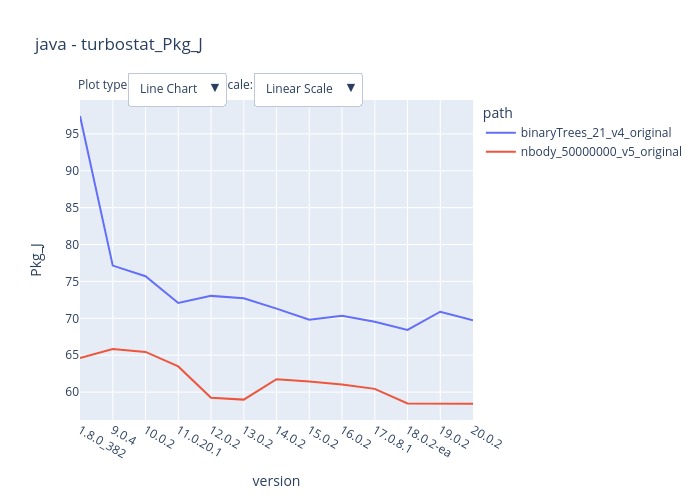 java - turbostat_Pkg_J
Plot type
Line Chart ▼
cale:
Linear Scale ▼
path
binaryTrees_21_v4_original
nbody_50000000_v5_original
Pkg_J
95
90
85
80
75
70
65
60
1.8.0_382
9.0.4
10.0.2
11.0.20.1
12.0.2
13.0.2
14.0.2
15.0.2
16.0.2
17.0.8.1
18.0.2-ea
19.0.2
20.0.2
version